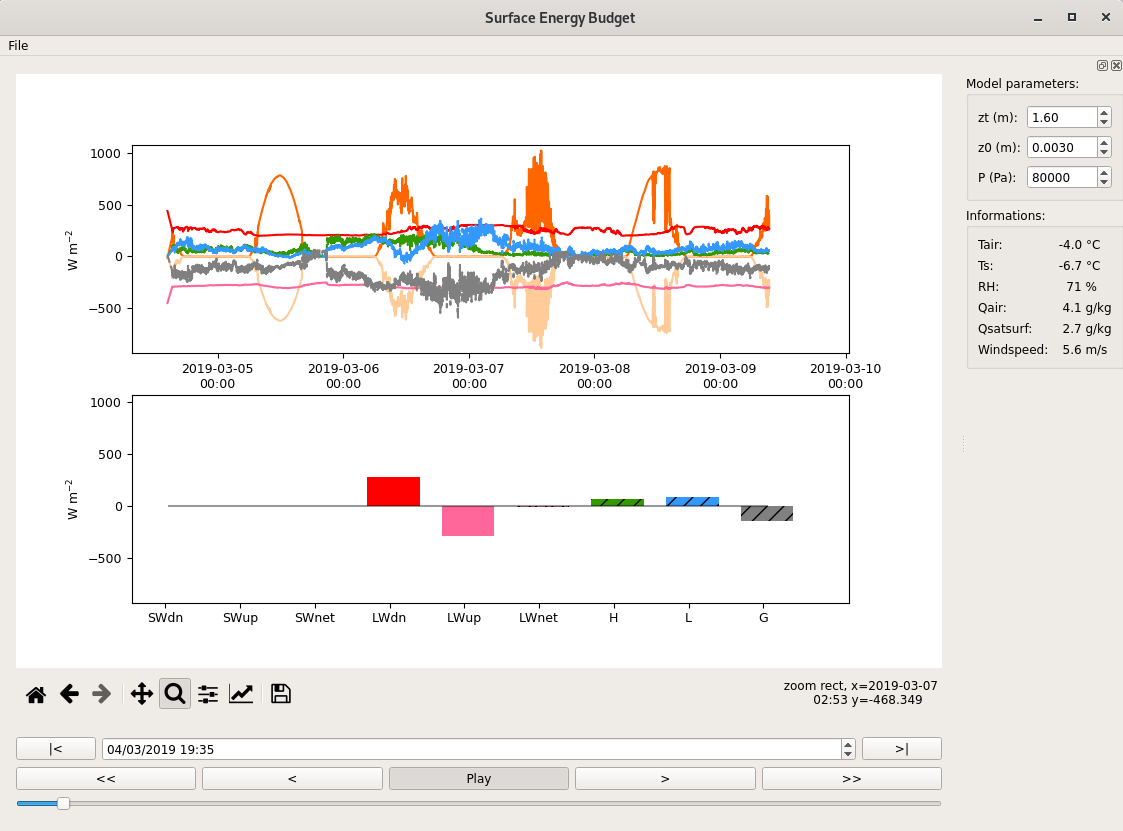 Surface Energy Budget
File
1000
500
0
−500
W m−2
2019-03-05 2019-03-06 2019-03-07 2019-03-08 2019-03-09 2019-03-10
00:00 00:00 00:00 00:00 00:00 00:00
1000
500
0
−500
W m−2
SWdn SWup SWnet LWdn LWup LWnet H L G
zoom rect, x=2019-03-07
02:53 y=-468.349
|< 04/03/2019 19:35 >|
<< < Play > >>
Model parameters:
zt (m): 1.60
z0 (m): 0.0030
P (Pa): 80000
Informations:
Tair: -4.0 °C
Ts: -6.7 °C
RH: 71 %
Qair: 4.1 g/kg
Qsatsurf: 2.7 g/kg
Windspeed: 5.6 m/s